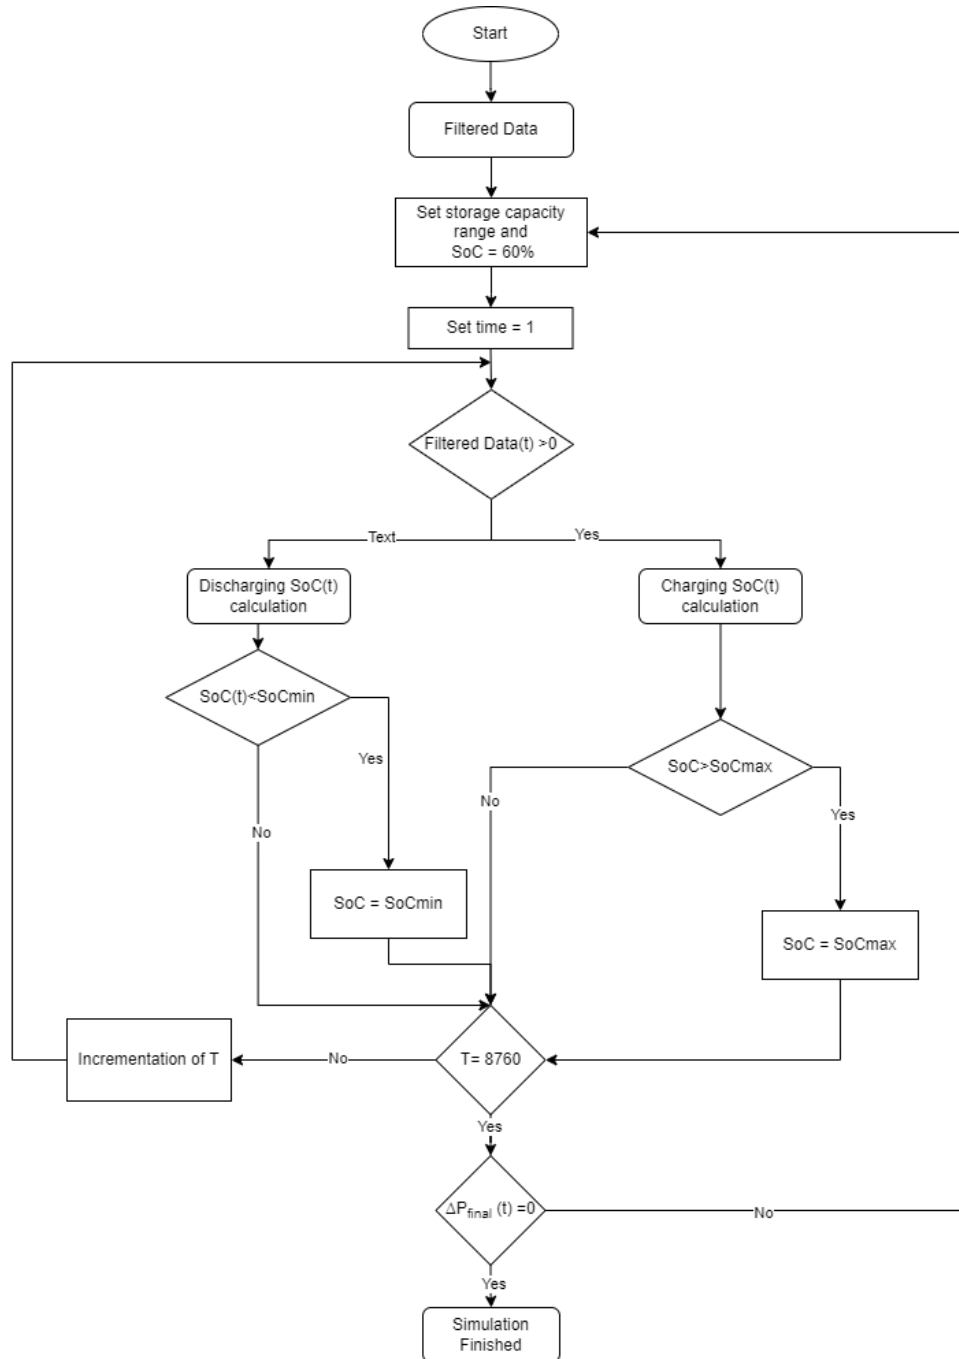 Start
Filtered Data
Set storage capacity
range and
SoC = 60%
Set time = 1
Filtered Data(t) >0
Text
Yes
Discharging SoC(t)
calculation
Charging SoC(t)
calculation
SoC(t)<SoCmin
Yes
No
SoC>SoCmax
No
Yes
SoC = SoCmin
SoC = SoCmax
Incrementation of T
No
T= 8760
Yes
ΔPfinal (t) =0
No
Yes
Simulation
Finished